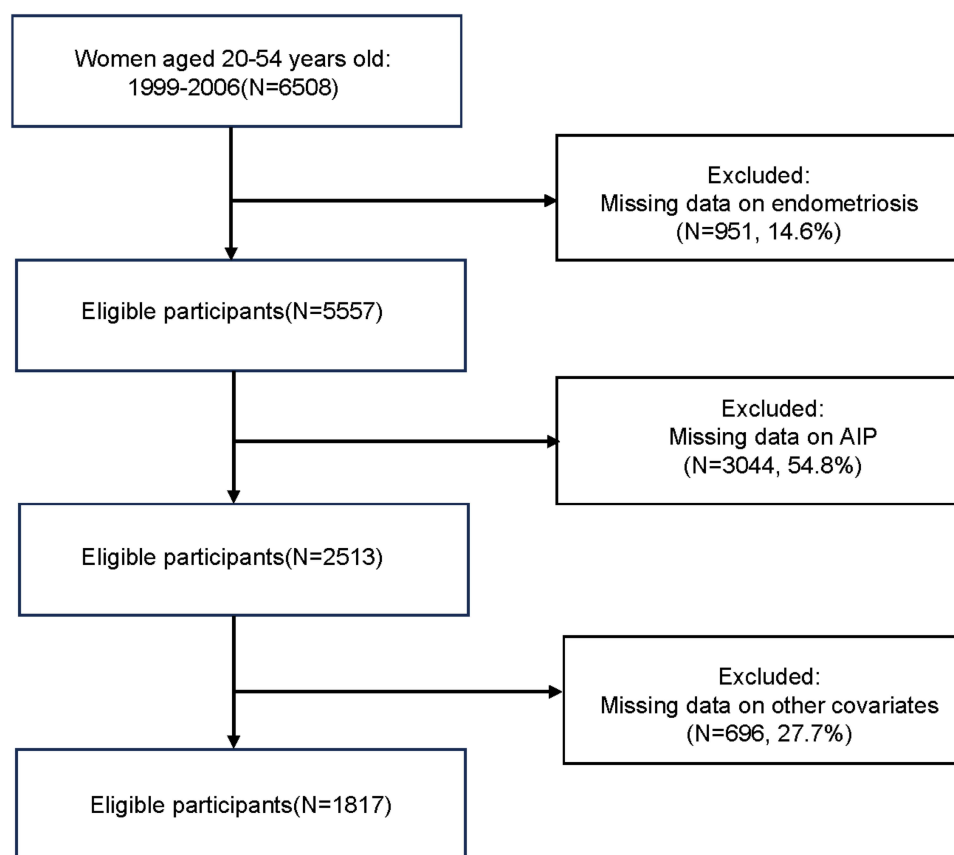 Women aged 20-54 years old:
1999-2006(N=6508)
Excluded:
Missing data on endometriosis
(N=951, 14.6%)
Eligible participants(N=5557)
Excluded:
Missing data on AIP
(N=3044, 54.8%)
Eligible participants(N=2513)
Excluded:
Missing data on other covariates
(N=696, 27.7%)
Eligible participants(N=1817)